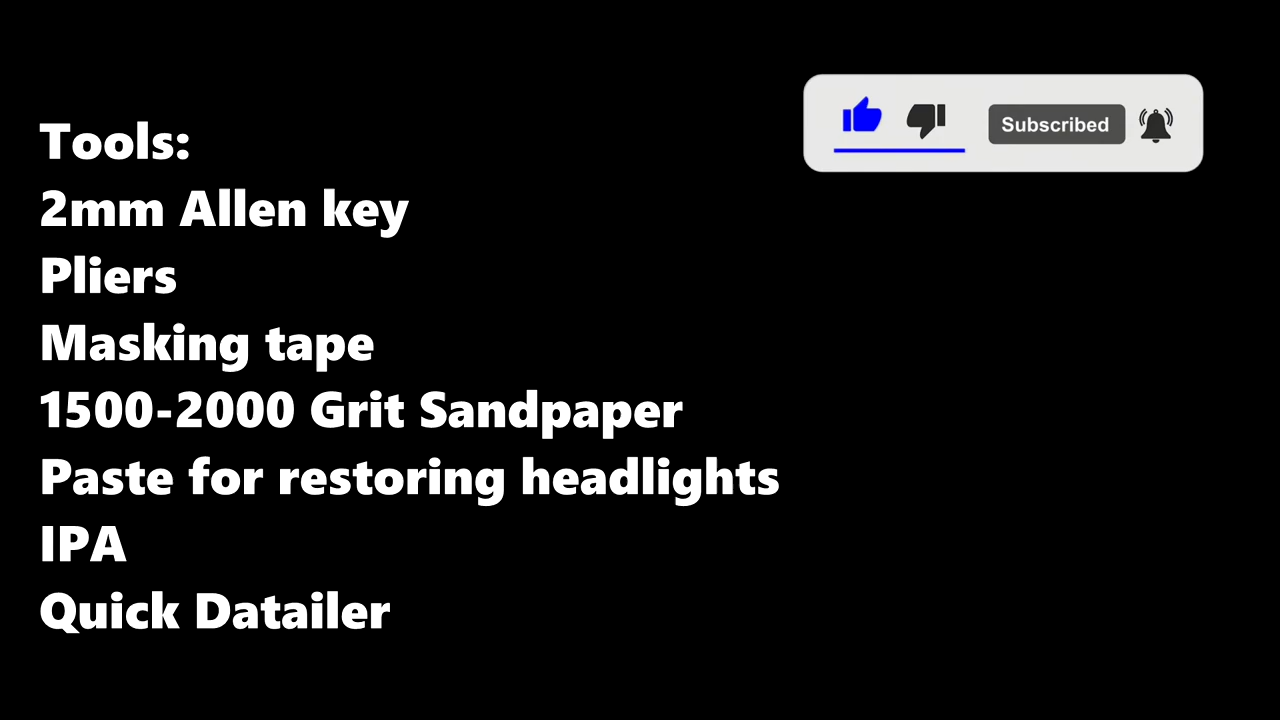 Tools:
2mm Allen key
Pliers
Masking tape
1500-2000 Grit Sandpaper
Paste for restoring headlights
IPA
Quick Datailer
Subscribed